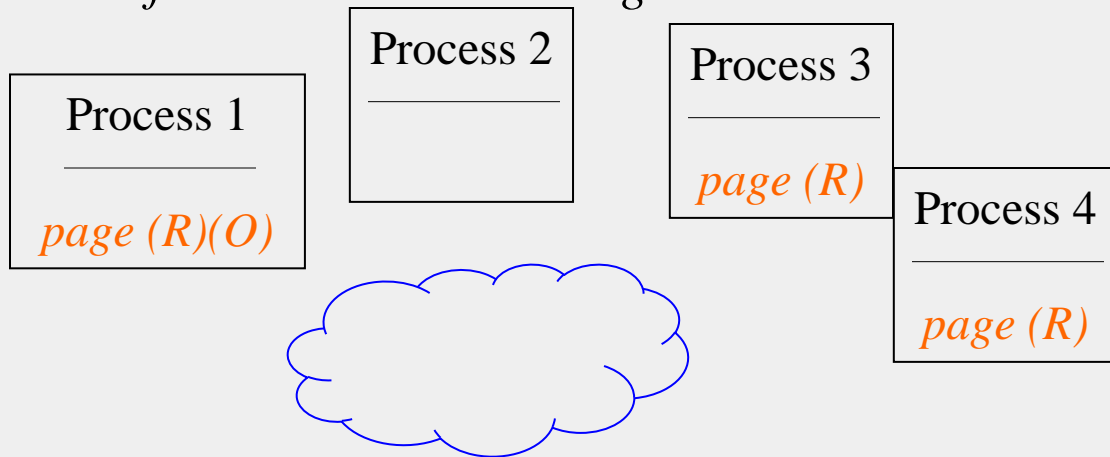 Process 1
page (R)(O)
Process 2
Process 3
page (R)
Process 4
page (R)